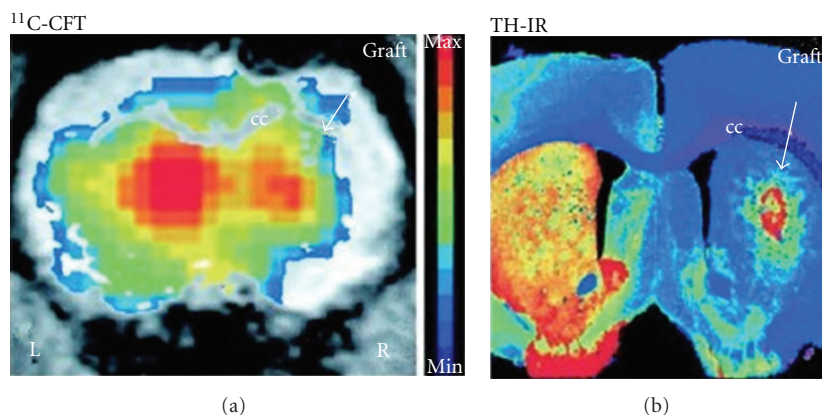 ¹¹C-CFT
Graft
Max
cc
L
R
Min
(a)
TH-IR
Graft
cc
(b)